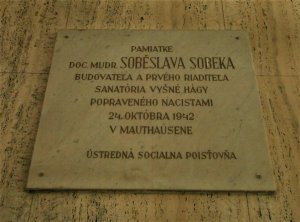 PAMIATKE
DOC. MUDR. SOBĚSLAVA SOBEKA
BUDOVATEĽA A PRVÉHO RIADITEĽA
SANATÓRIA VYŠNÉ HÁGY
POPRAVENÉHO NACISTAMI
24. OKTÓBRA 1942
V MAUTHAUSENE
ÚSTREDNÁ SOCIALNA POISŤOVŇA